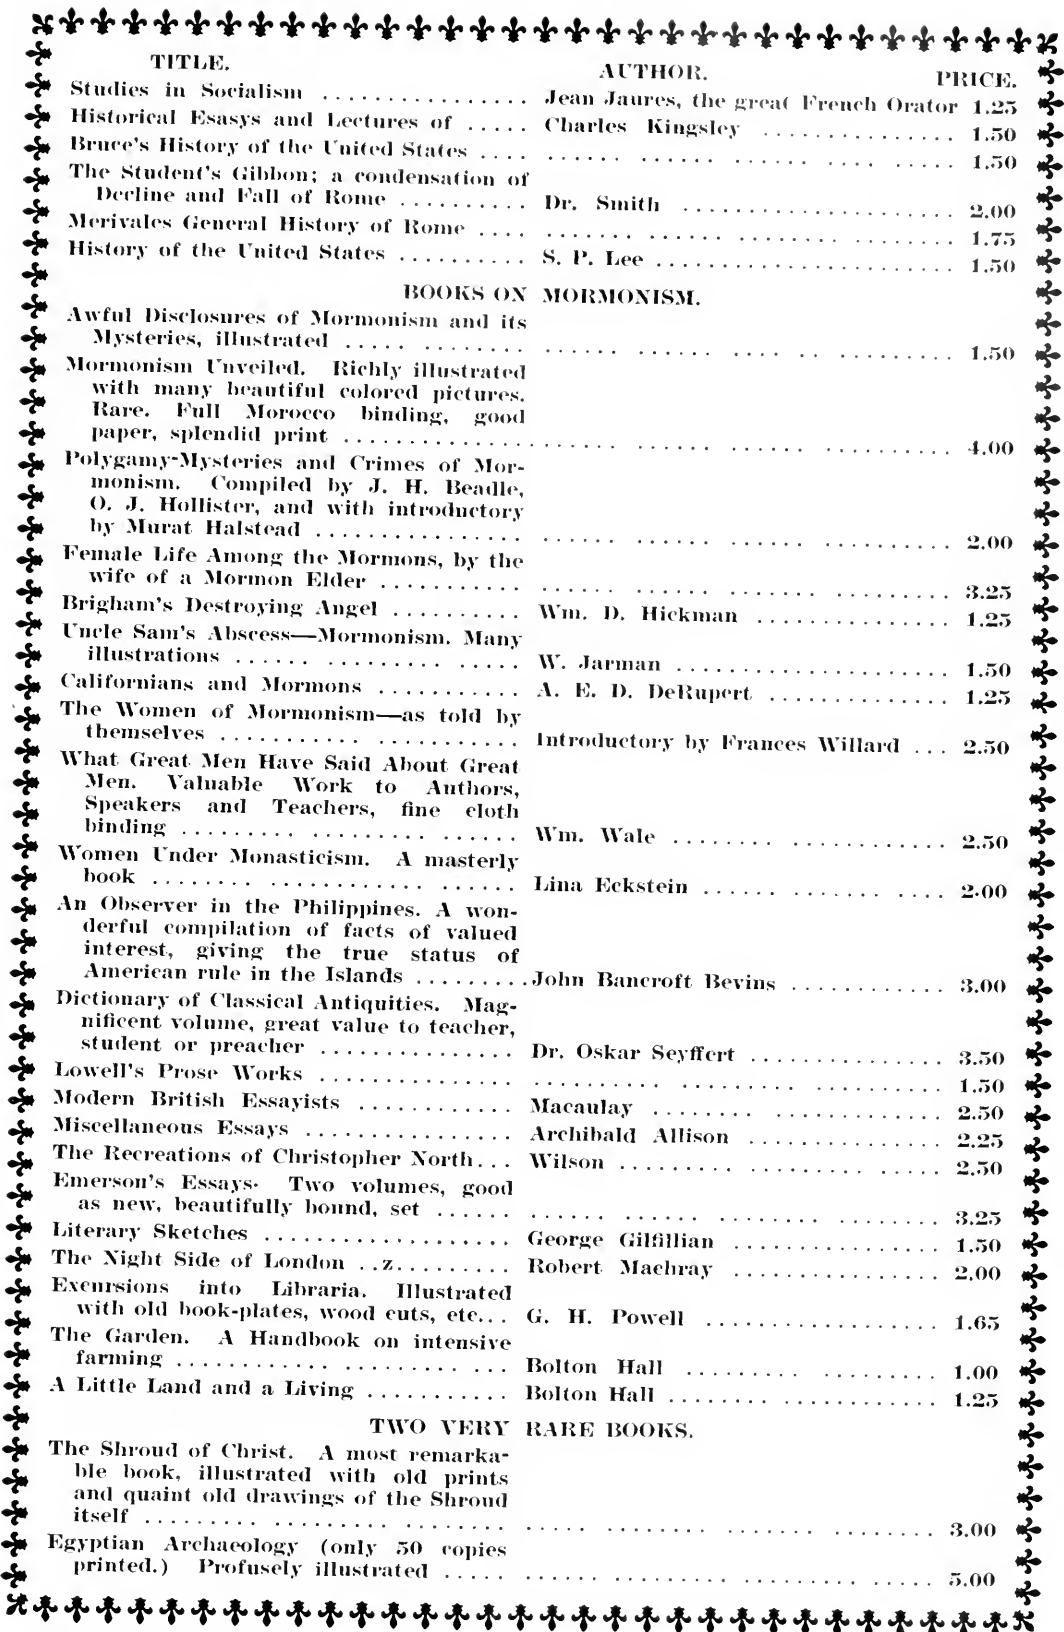 TITLE. AUTHOR. PRICE.
Studies in Socialism ................ Jean Jaures, the great French Orator 1.25
Historical Esasys and Lectures of ..... Charles Kingsley .............. 1.50
Bruce's History of the United States .... ...... ...... ...... .... ..... 1.50
The Student's Gibbon; a condensation of
Decline and Fall of Rome .......... Dr. Smith ..................... 2.00
Merivales General History of Rome .... ....... ...... .......... ........ 1.75
History of the United States .......... S. P. Lee ....................... 1.50
BOOKS ON MORMONISM.
Awful Disclosures of Mormonism and its
Mysteries, illustrated ..... ........ ...... ...... ...... .... .. ......... 1.50
Mormonism Unveiled. Richly illustrated
with many beautiful colored pictures.
Rare. Full Morocco binding, good
paper, splendid print ...................... ...... ...... ......... 4.00
Polygamy-Mysteries and Crimes of Mor-
monism. Compiled by J. H. Beadle,
O. J. Hollister, and with introductory
by Murat Halstead ................ ...... ...... ...... .......... 2.00
Female Life Among the Mormons, by the
wife of a Mormon Elder ........... ...... ...... ........ ......... 3.25
Brigham's Destroying Angel .......... Wm. D. Hickman ............... 1.25
Uncle Sam's Abscess—Mormonism. Many
illustrations ...... ......... ..... W. Jarman ..................... 1.50
Californians and Mormons ........... A. E. D. DeRupert .............. 1.25
The Women of Mormonism—as told by
themselves ........... ........... Introductory by Frances Willard ... 2.50
What Great Men Have Said About Great
Men. Valuable Work to Authors,
Speakers and Teachers, fine cloth
binding ......... ......... ...... Wm. Wale ........ ............ 2.50
Women Under Monasticism. A masterly
book ........ ............ ...... Lina Eckstein ...... ....... .... 2.00
An Observer in the Philippines. A won-
derful compilation of facts of valued
interest, giving the true status of
American rule in the Islands .......... John Bancroft Bevins ............ 3.00
Dictionary of Classical Antiquities. Mag-
nificent volume, great value to teacher,
student or preacher ............... Dr. Oskar Seyffert ............... 3.50
Lowell's Prose Works ............... .......... ......... .......... 1.50
Modern British Essayists ............ Macaulay ........ ............. 2.50
Miscellaneous Essays ................ Archibald Allison ............... 2.25
The Recreations of Christopher North... Wilson .......... .......... ..... 2.50
Emerson's Essays. Two volumes, good
as new, beautifully bound, set ...... ...... ...... ......... ........ 3.25
Literary Sketches ................... George Gilfillian ................ 1.50
The Night Side of London ..z......... Robert Machray ................ 2.00
Excursions into Libraria. Illustrated
with old book-plates, wood cuts, etc... G. H. Powell .................. 1.65
The Garden. A Handbook on intensive
farming ............ ......... ... Bolton Hall .................... 1.00
A Little Land and a Living ............ Bolton Hall ..................... 1.25
TWO VERY RARE BOOKS.
The Shroud of Christ. A most remarka-
ble book, illustrated with old prints
and quaint old drawings of the Shroud
itself ......... ......... ......... ..... .......... ....... ........ 3.00
Egyptian Archaeology (only 50 copies
printed.) Profusely illustrated ..... ...... ......... ........ ...... 5.00